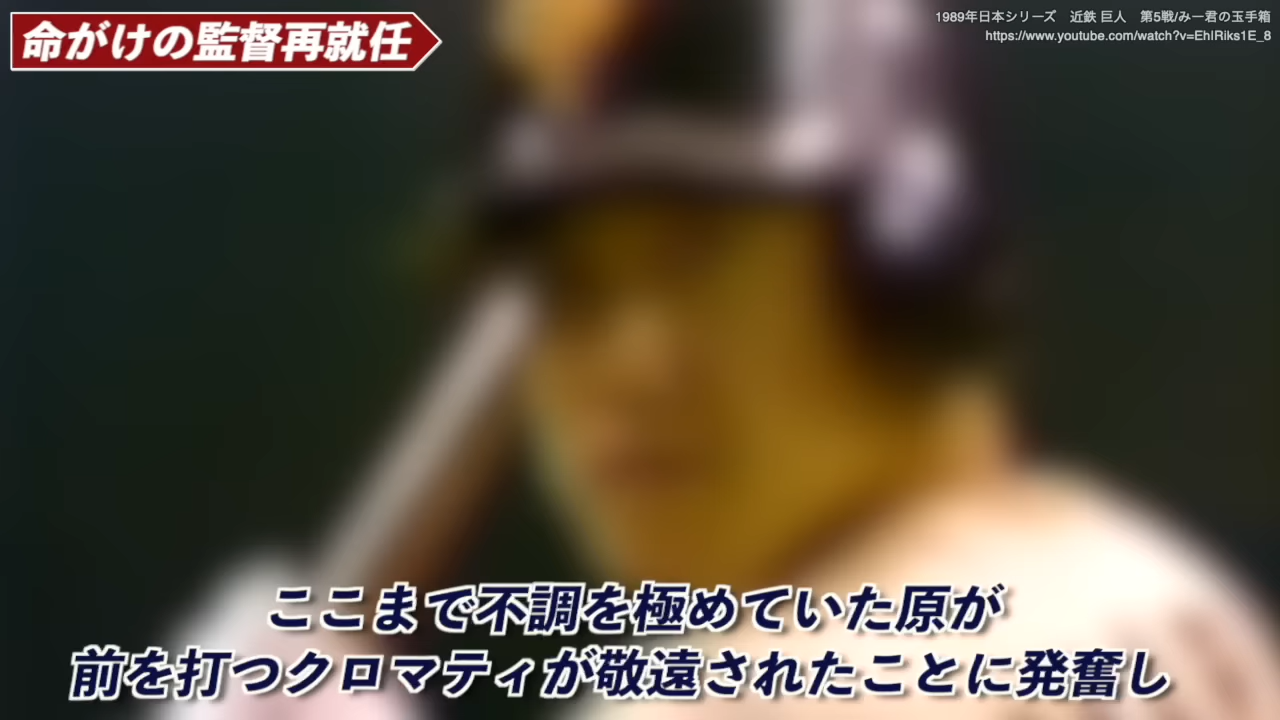 命がけの監督再就任
1989年日本シリーズ　近鉄 巨人　第5戦/みー君の玉手箱
https://www.youtube.com/watch?v=EhlRiks1E_8
ここまで不調を極めていた原が
前を打つクロマティが敬遠されたことに発奮し